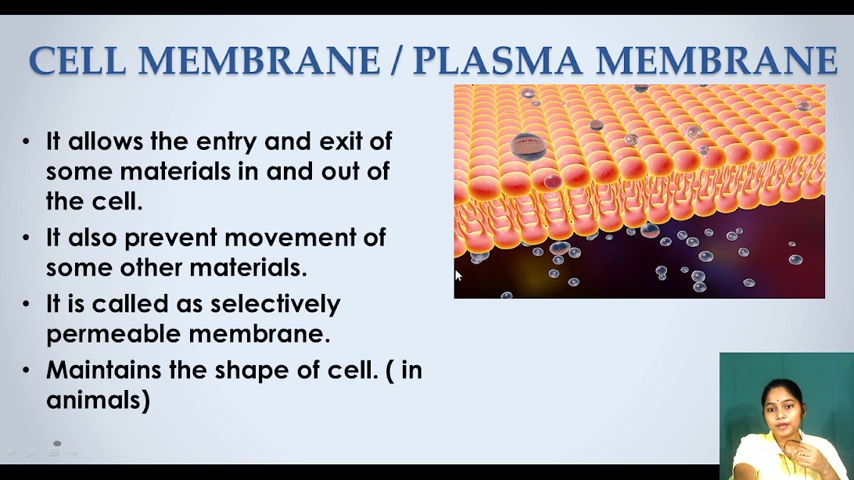 CELL MEMBRANE / PLASMA MEMBRANE
• It allows the entry and exit of
some materials in and out of
the cell.
• It also prevent movement of
some other materials.
• It is called as selectively
permeable membrane.
• Maintains the shape of cell. ( in
animals)